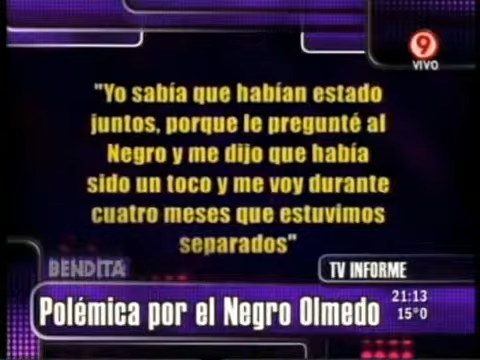 9
VIVO
"Yo sabía que habían estado
juntos, porque le pregunté al
Negro y me dijo que había
sido un toco y me voy durante
cuatro meses que estuvimos
separados"
BENDITA
TV INFORME
Polémica por el Negro Olmedo
21:13
15°0